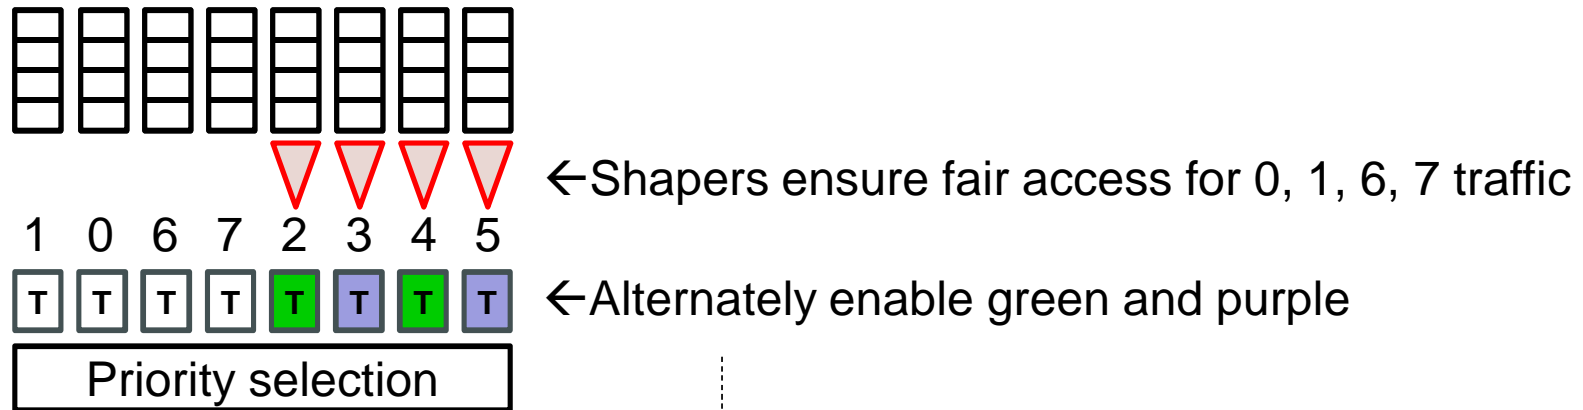 ←Shapers ensure fair access for 0, 1, 6, 7 traffic
1 0 6 7 2 3 4 5
T T T T T T T T
←Alternately enable green and purple
Priority selection